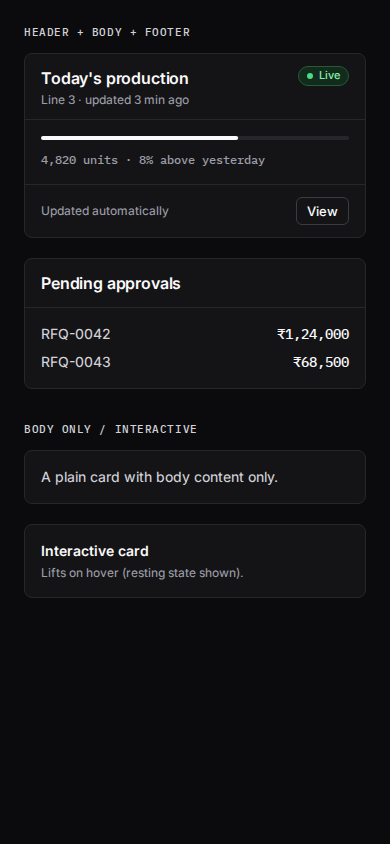 HEADER + BODY + FOOTER
Today's production
Live
Line 3 · updated 3 min ago
4,820 units · 8% above yesterday
Updated automatically
View
Pending approvals
RFQ-0042 ₹1,24,000
RFQ-0043 ₹68,500
BODY ONLY / INTERACTIVE
A plain card with body content only.
Interactive card
Lifts on hover (resting state shown).